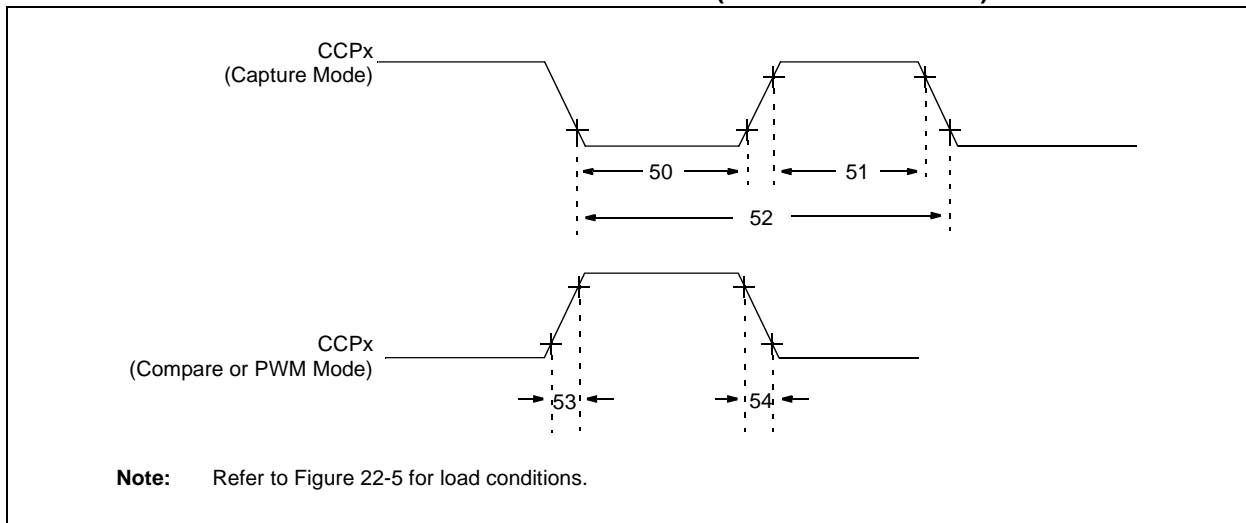 CCPx
(Capture Mode)
50
51
52
CCPx
(Compare or PWM Mode)
53
54
Note: Refer to Figure 22-5 for load conditions.